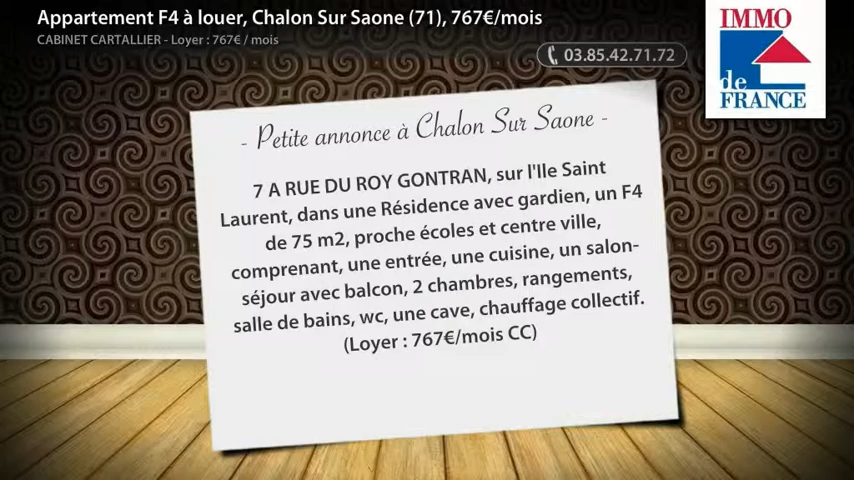 Appartement F4 à louer, Chalon Sur Saone (71), 767€/mois
CABINET CARTALLIER - Loyer : 767€ / mois
03.85.42.71.72
IMMO
de
FRANCE
- Petite annonce à Chalon Sur Saone -
7 A RUE DU ROY GONTRAN, sur l'Ile Saint
Laurent, dans une Résidence avec gardien, un F4
de 75 m2, proche écoles et centre ville,
comprenant, une entrée, une cuisine, un salon-
séjour avec balcon, 2 chambres, rangements,
salle de bains, wc, une cave, chauffage collectif.
(Loyer : 767€/mois CC)